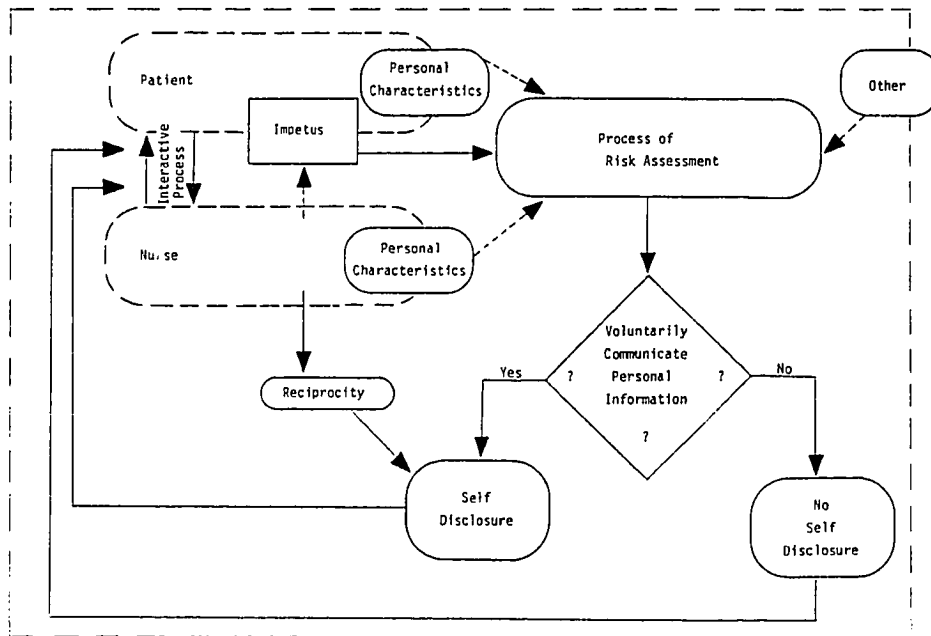 Patient
Personal
Characteristics
Other
Impetus
Process of
Risk Assessment
Interactive
Process
Nu.se
Personal
Characteristics
Voluntarily
Communicate
Personal
Information
?
?
?
Yes
No
Reciprocity
Self
Disclosure
No
Self
Disclosure